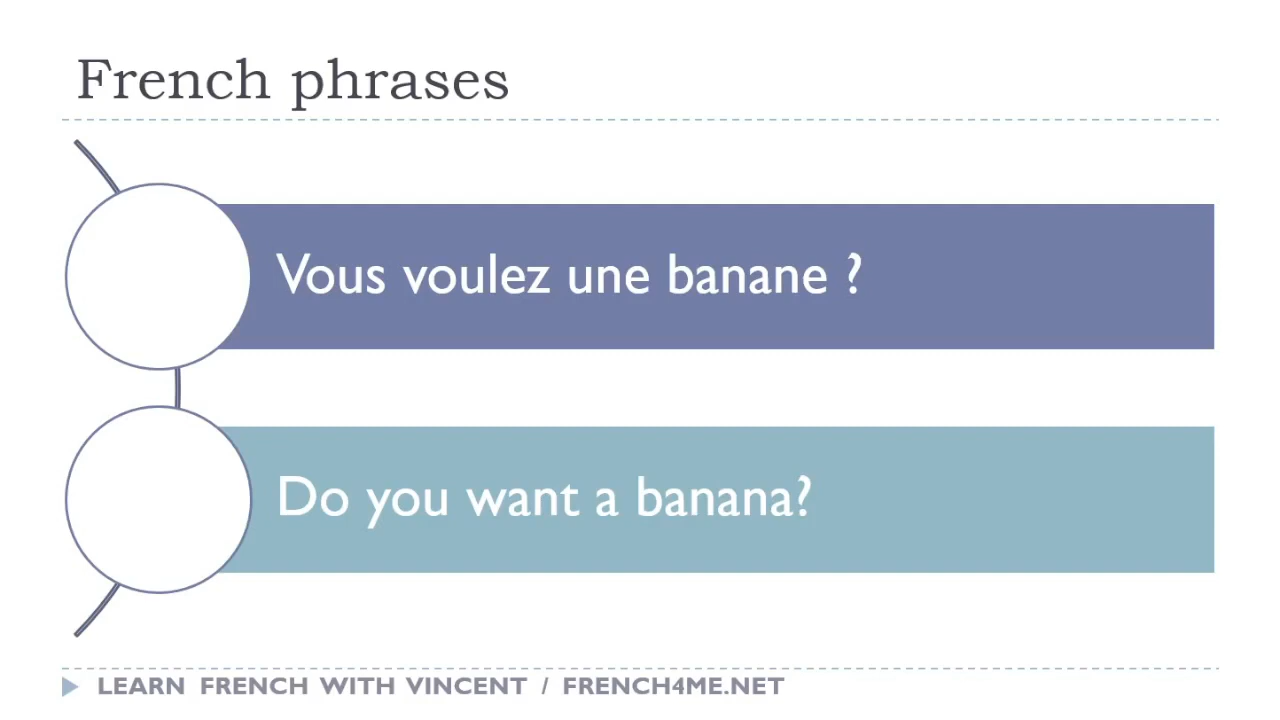 French phrases
Vous voulez une banane ?
Do you want a banana?
LEARN FRENCH WITH VINCENT / FRENCH4ME.NET